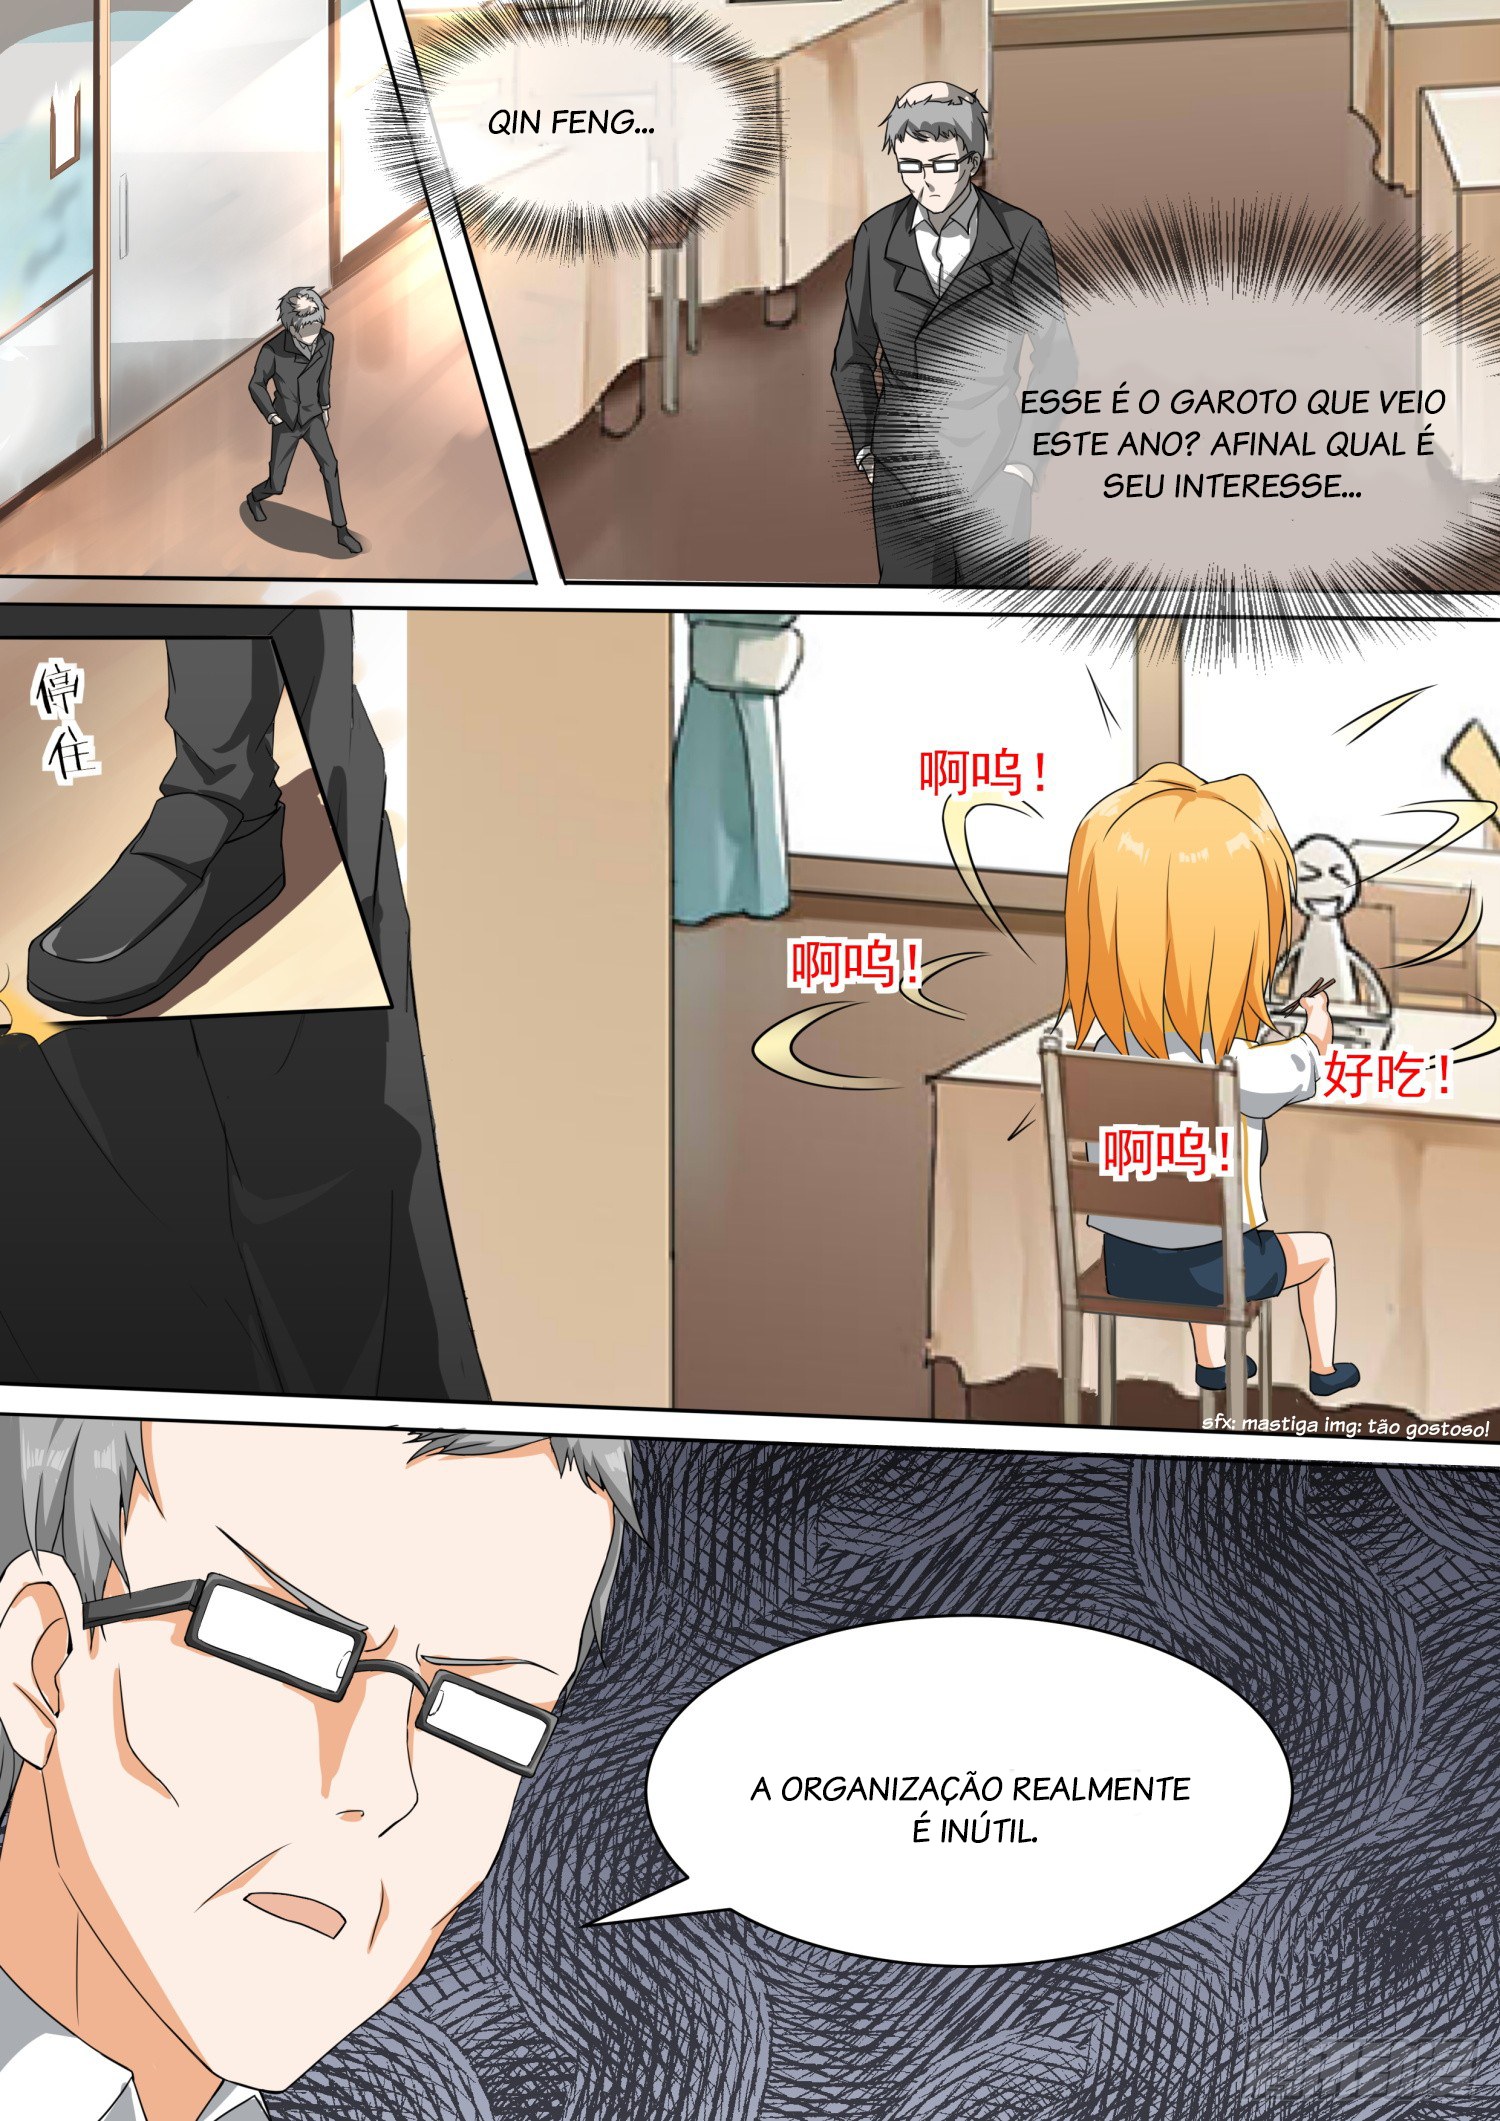 QIN FENG...
ESSE É O GAROTO QUE VEIO
ESTE ANO? AFINAL QUAL É
SEU INTERESSE...
停住
啊呜！
啊呜！
好吃！
啊呜！
sfx: mastiga img: tão gostoso!
A ORGANIZAÇÃO REALMENTE
É INÚTIL.